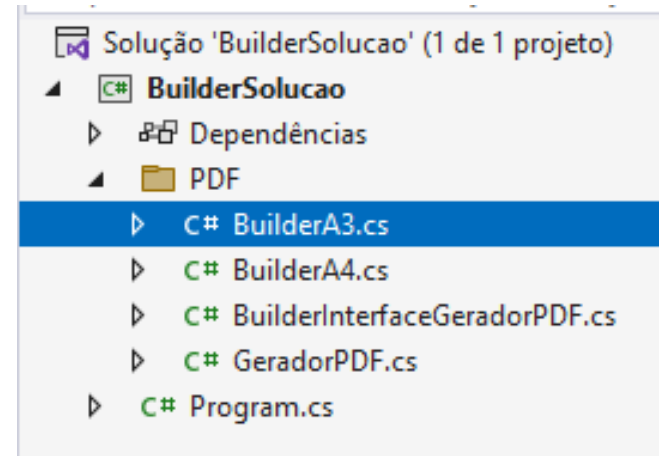 Solução 'BuilderSolucao' (1 de 1 projeto)
C# BuilderSolucao
Dependências
PDF
C# BuilderA3.cs
C# BuilderA4.cs
C# BuilderInterfaceGeradorPDF.cs
C# GeradorPDF.cs
C# Program.cs